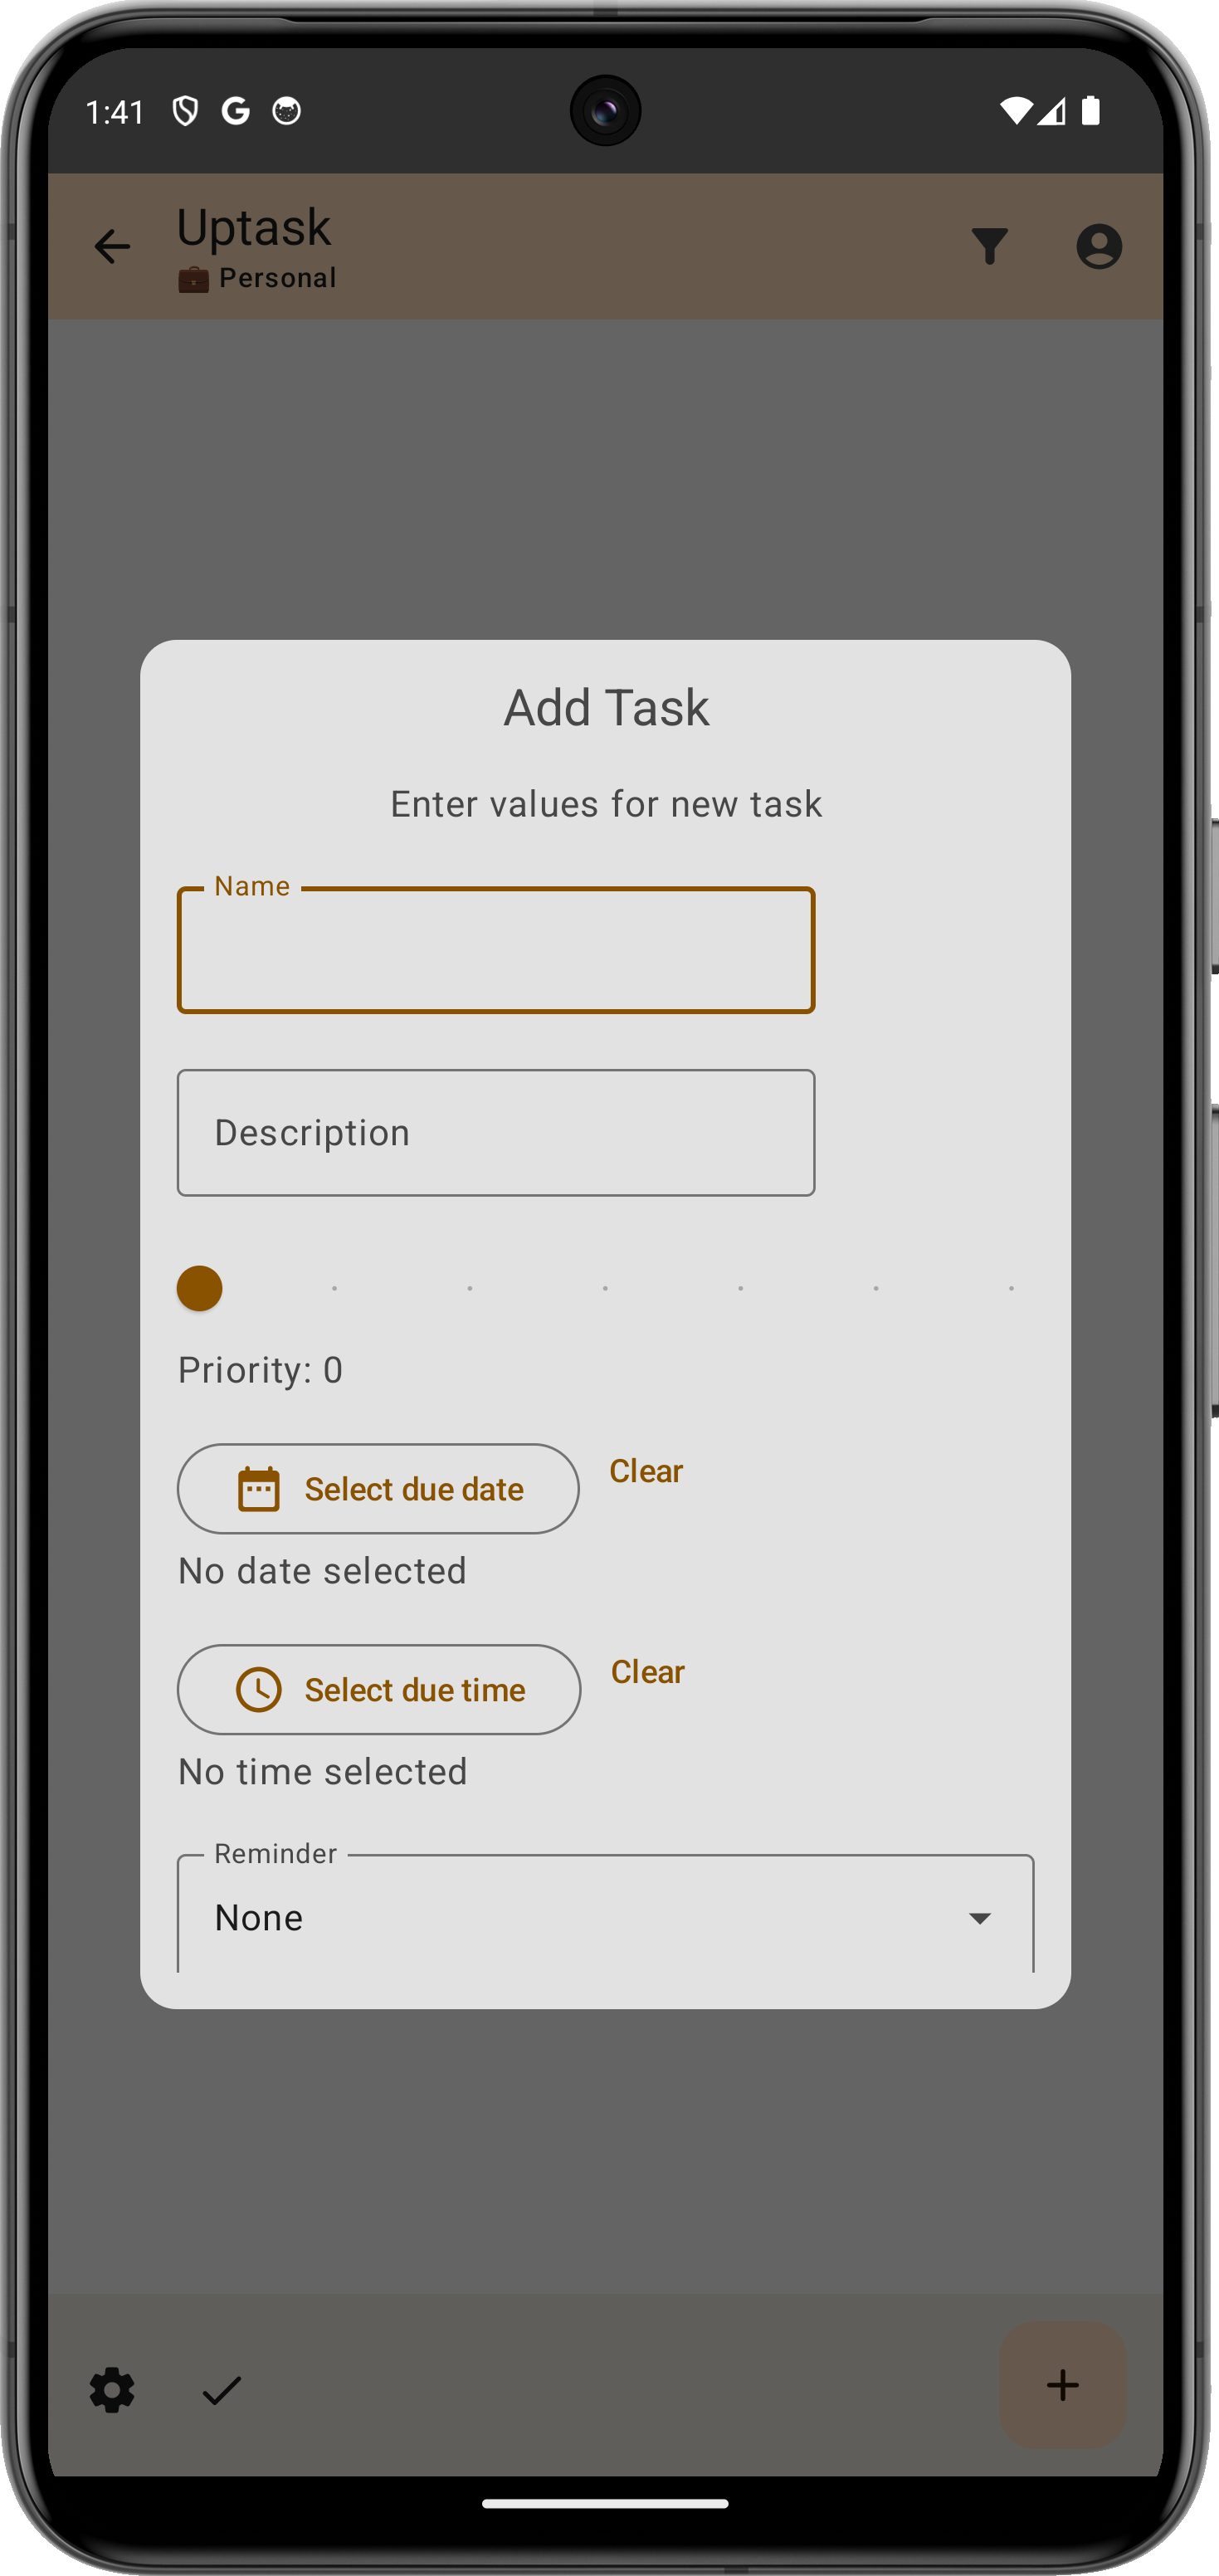 1:41
Uptask
Personal
Add Task
Enter values for new task
Name
Description
Priority: 0
Select due date
Clear
No date selected
Select due time
Clear
No time selected
Reminder
None